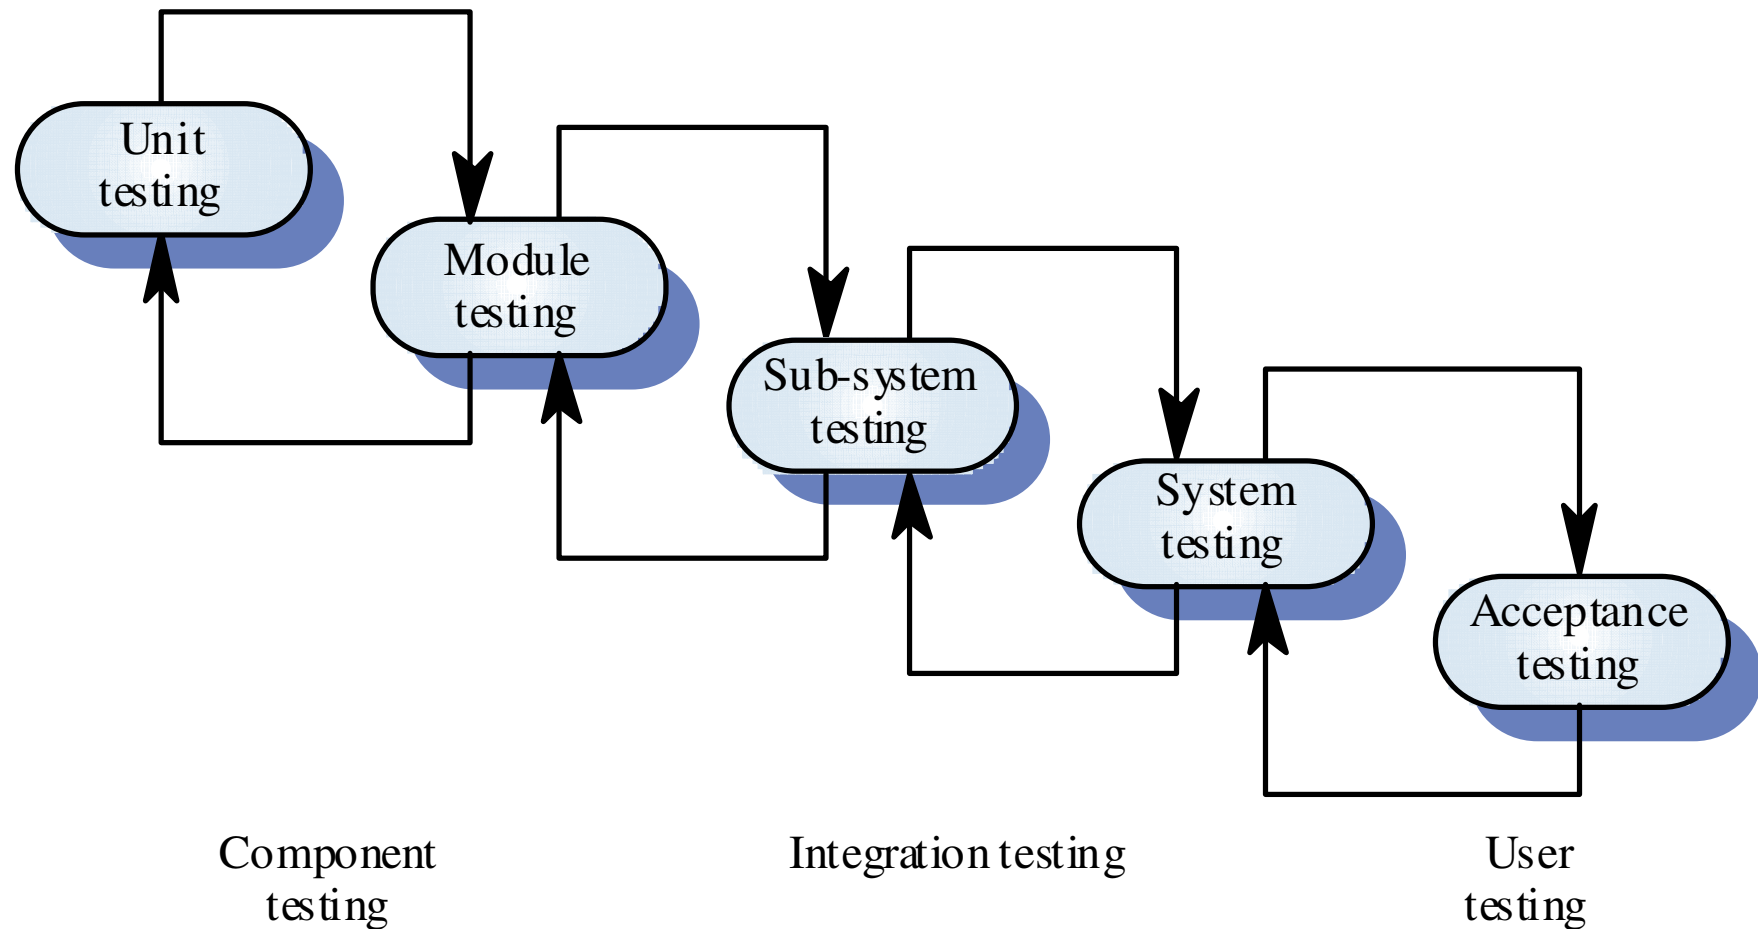 Unit
testing
Module
testing
Sub-system
testing
System
testing
Acceptance
testing
Component
testing
Integration testing
User
testing